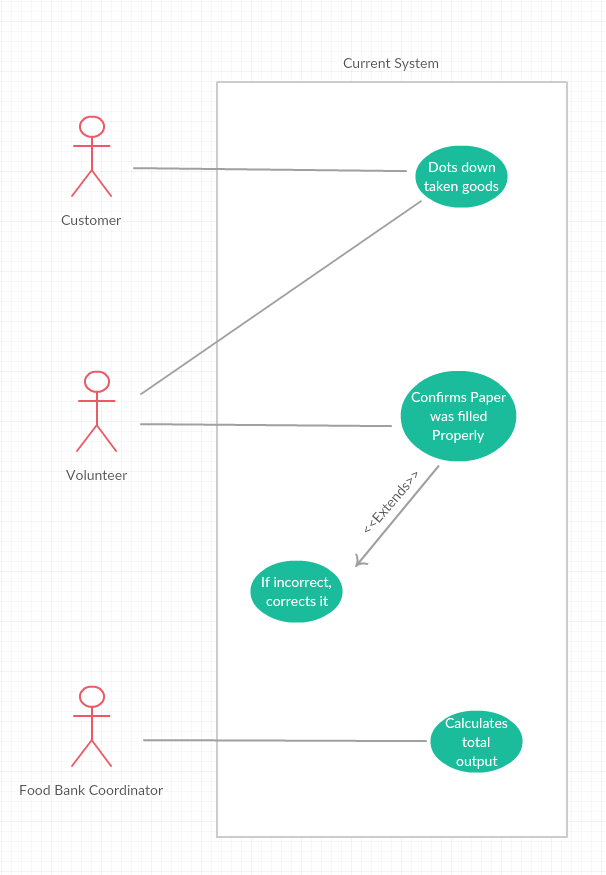 Current System
Customer
Dots down
taken goods
Volunteer
Confirms Paper
was filled
Properly
<<Extends>>
If incorrect,
corrects it
Food Bank Coordinator
Calculates
total
output